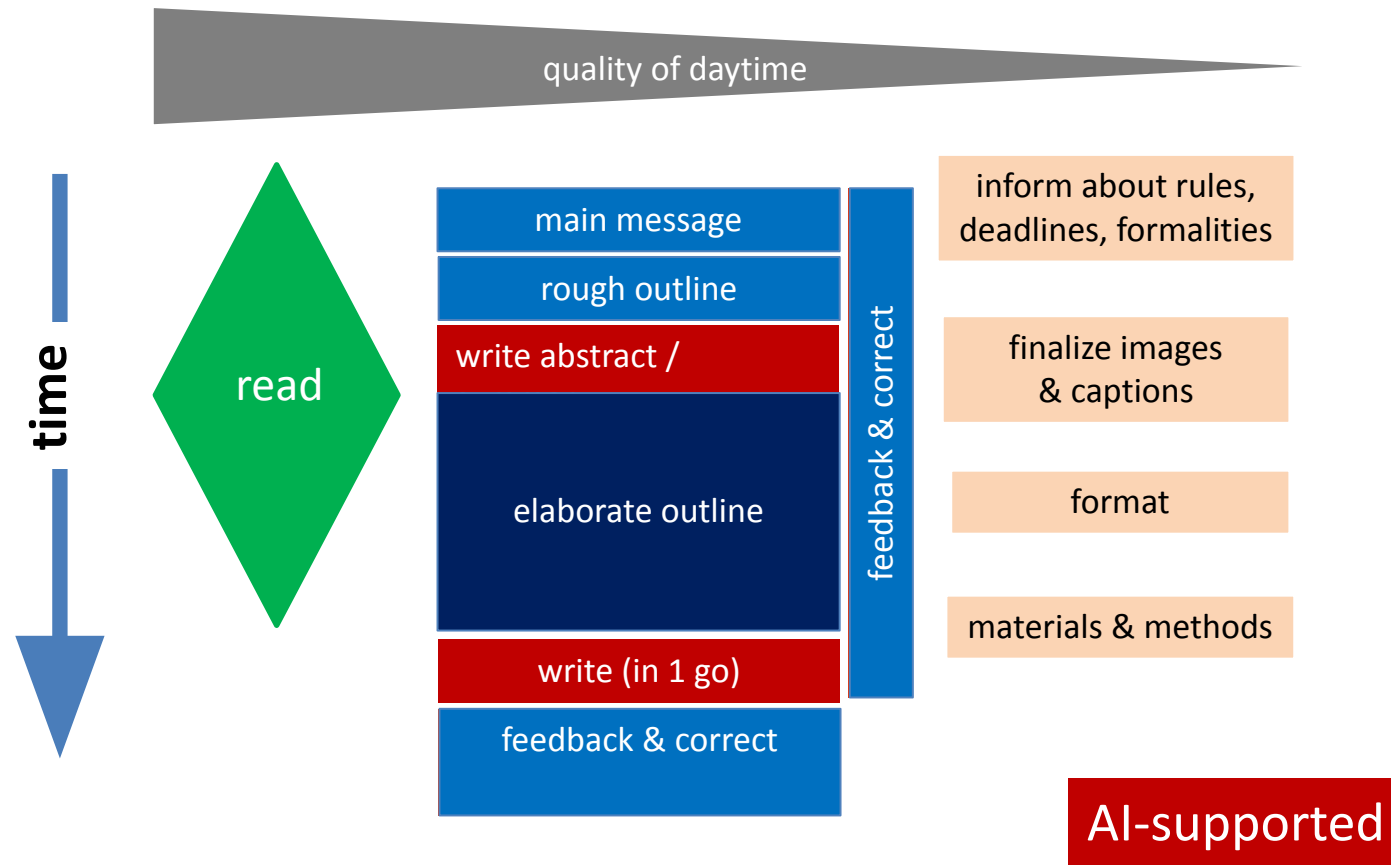 quality of daytime
time
read
main message
rough outline
write abstract /
elaborate outline
write (in 1 go)
feedback & correct
feedback & correct
inform about rules,
deadlines, formalities
finalize images
& captions
format
materials & methods
AI-supported